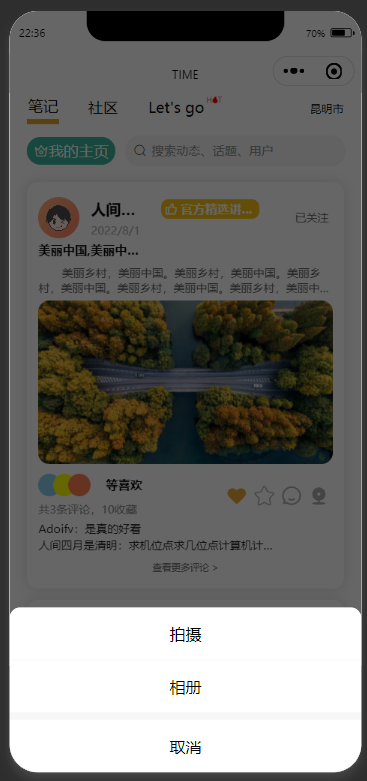 22:36
70%
TIME
笔记 社区 Let's go HOT 昆明市
我的主页 搜索动态、话题、用户
人间... 官方精选讲... 已关注
2022/8/1
美丽中国,美丽中...
美丽乡村，美丽中国。美丽乡村，美丽中国。美丽乡
村，美丽中国。美丽乡村，美丽中国。美丽乡村，美丽中...
等喜欢
共3条评论，10收藏
Adoifv：是真的好看
人间四月是清明：求机位点求几位点计算机计...
查看更多评论 >
拍摄
相册
取消